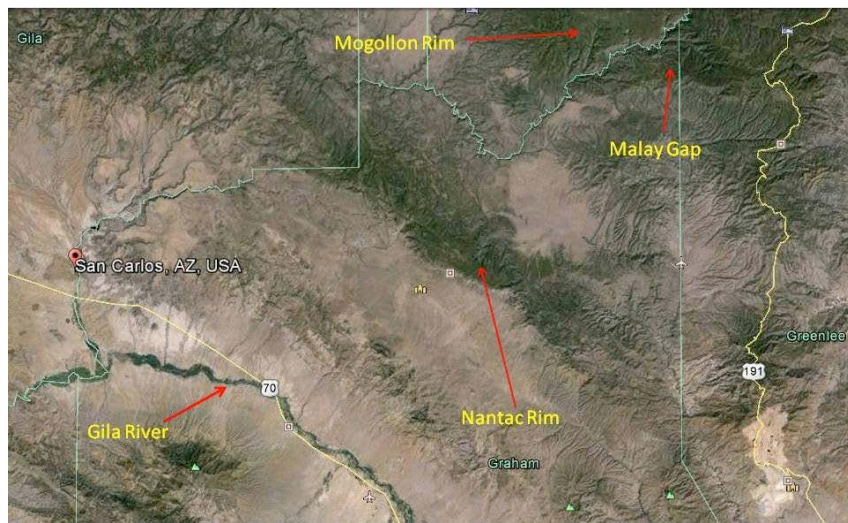 Gila
Mogollon Rim
Malay Gap
San Carlos, AZ, USA
Greenlee
191
70
Gila River
Nantac Rim
Graham